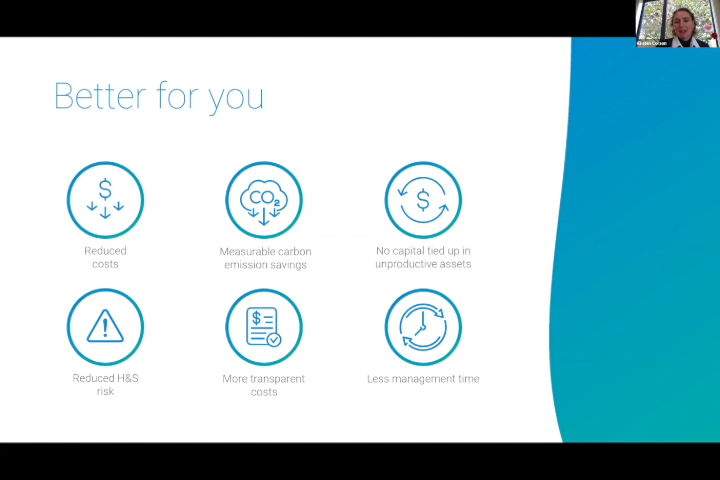 Better for you
$
CO₂
$
Reduced
costs
Measurable carbon
emission savings
No capital tied up in
unproductive assets
!
$
Reduced H&S
risk
More transparent
costs
Less management time